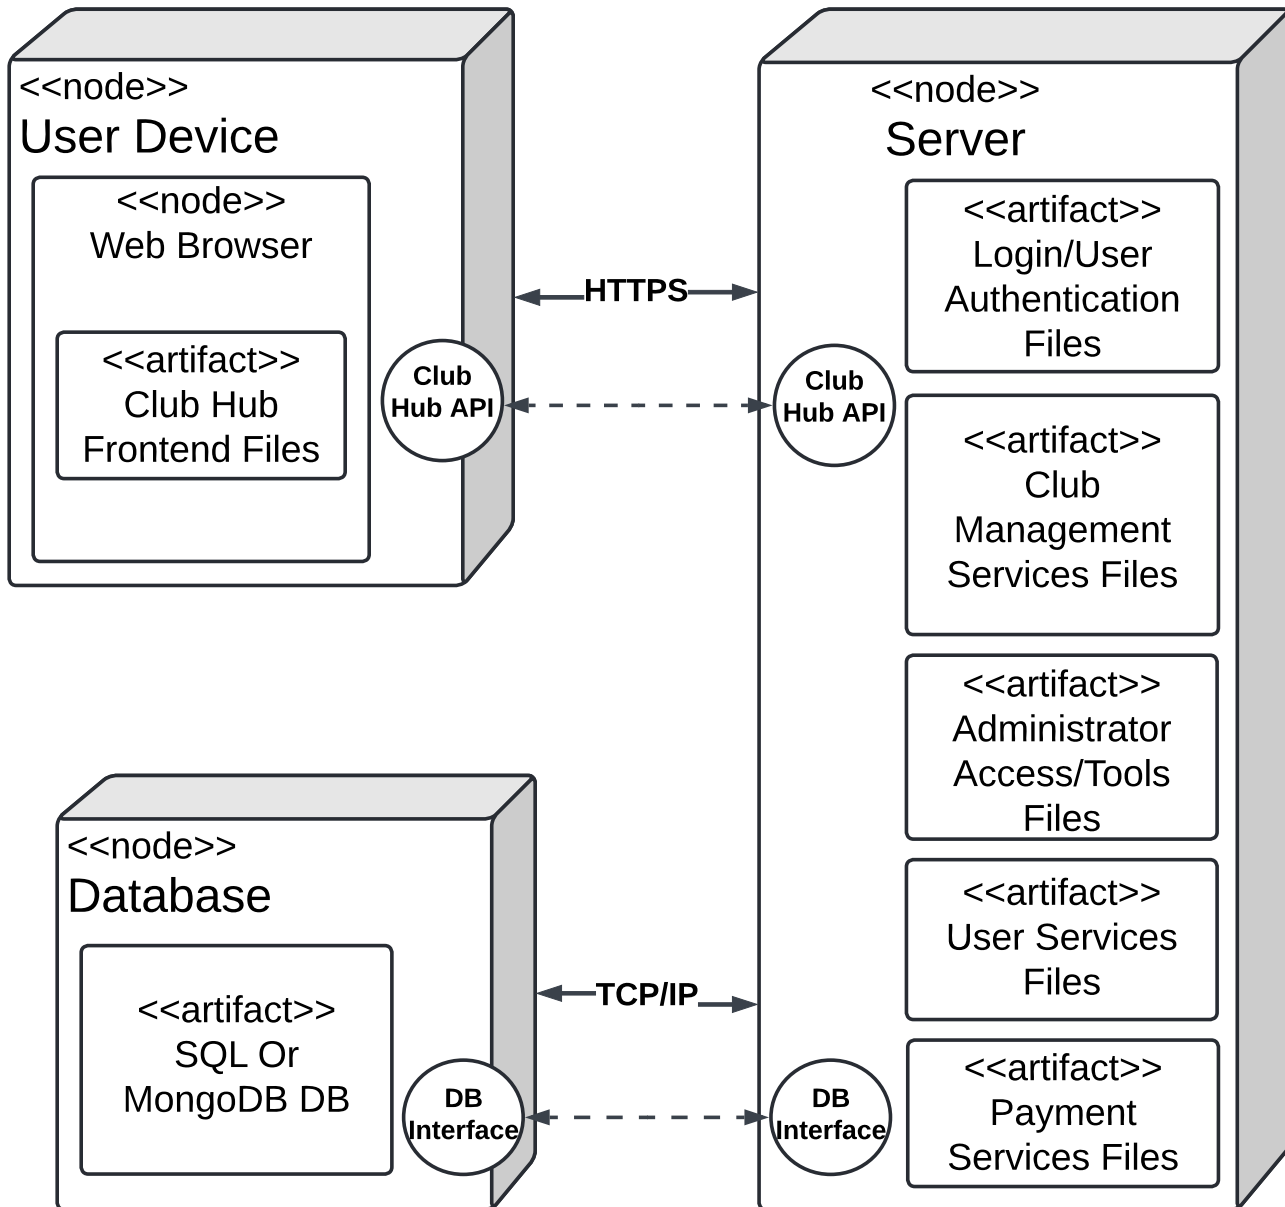 <<node>>
User Device
<<node>>
Web Browser
<<artifact>>
Club Hub
Frontend Files
Club
Hub API
HTTPS
Club
Hub API
<<node>>
Server
<<artifact>>
Login/User
Authentication
Files
<<artifact>>
Club
Management
Services Files
<<artifact>>
Administrator
Access/Tools
Files
<<artifact>>
User Services
Files
<<artifact>>
Payment
Services Files
<<node>>
Database
<<artifact>>
SQL Or
MongoDB DB
DB
Interface
TCP/IP
DB
Interface